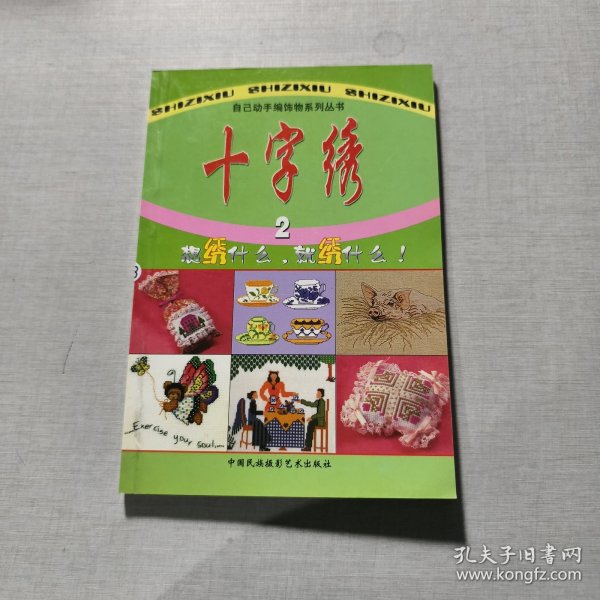 SHIZIXIU SHIZIXIU SHIZIXIU
自己动手编饰物系列丛书
十字绣
2
想绣什么，就绣什么！
Exercise your soul
中国民族摄影艺术出版社
孔夫子旧书网
www.kongfz.com